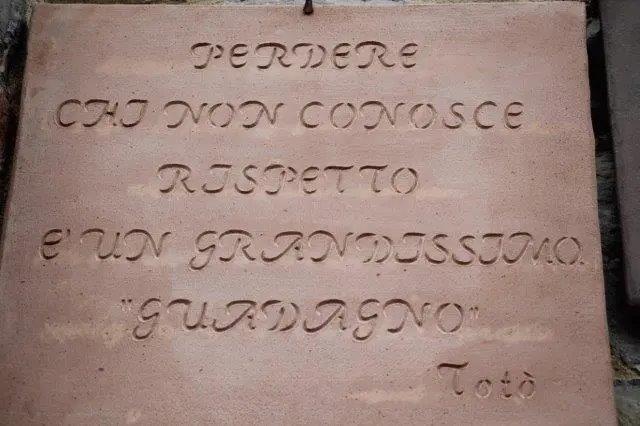 PERDERE
CHI NON CONOSCE
RISPETTO
E' UN GRANDISSIMO
"GUADAGNO"
Totò